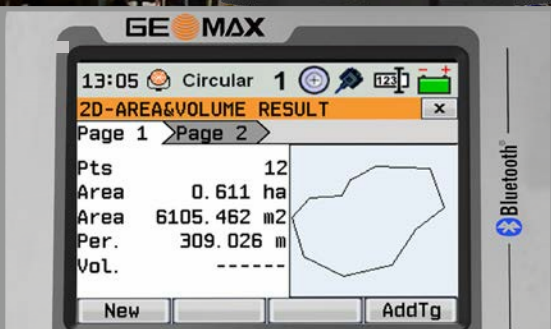 GEOMAX
13:05 Circular 1 123
2D-AREA&VOLUME RESULT ×
Page 1 Page 2
Pts 12
Area 0.611 ha
Area 6105.462 m2
Per. 309.026 m
Vol. ------
New AddTg
Bluetooth®